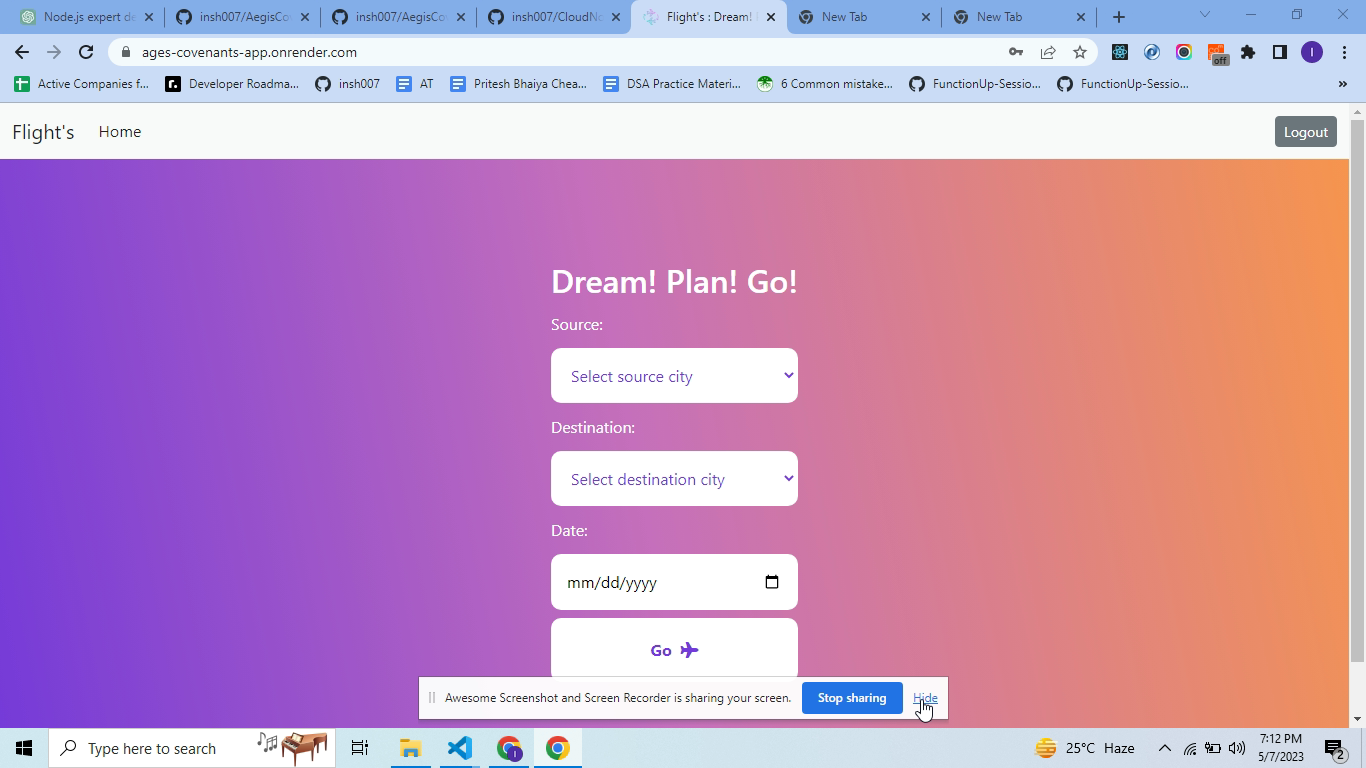 Node.js expert de
insh007/AegisCo
insh007/AegisCo
insh007/CloudNo
Flight's : Dream!
New Tab
New Tab
ages-covenants-app.onrender.com
off
I
Active Companies f...
Developer Roadma...
insh007
AT
Pritesh Bhaiya Chea...
DSA Practice Materi...
6 Common mistake...
FunctionUp-Sessio...
FunctionUp-Sessio...
»
Flight's
Home
Logout
Dream! Plan! Go!
Source:
Select source city
Destination:
Select destination city
Date:
mm/dd/yyyy
Go
Awesome Screenshot and Screen Recorder is sharing your screen.
Stop sharing
Hide
Type here to search
I
25°C Haze
7:12 PM
5/7/2023
2